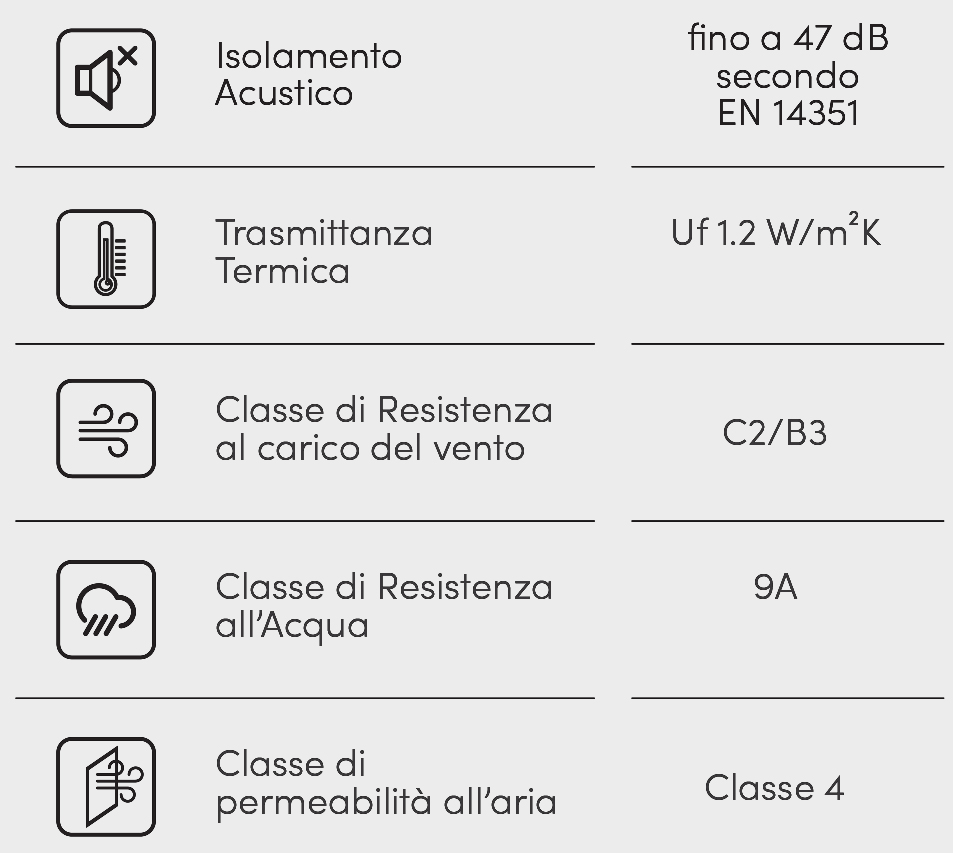 Isolamento
Acustico
fino a 47 dB
secondo
EN 14351
Trasmittanza
Termica
Uf 1.2 W/m²K
Classe di Resistenza
al carico del vento
C2/B3
Classe di Resistenza
all’Acqua
9A
Classe di
permeabilità all’aria
Classe 4